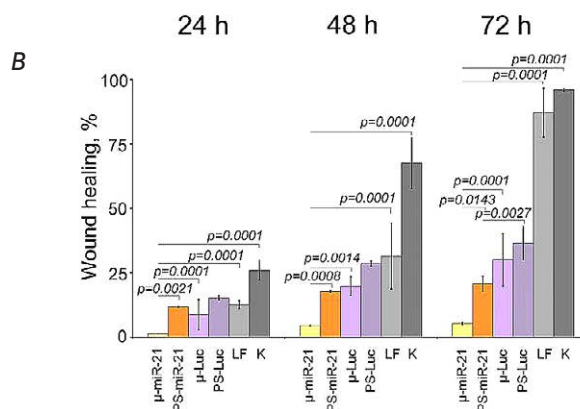 24 h 48 h 72 h
B
Wound healing, %
100
75
50
25
0
p=0.0001
p=0.0001
p=0.0001
p=0.0021
p=0.0001
p=0.0001
p=0.0014
p=0.0008
p=0.0001
p=0.0001
p=0.0001
p=0.0143
p=0.0027
μ-miR-21 PS-miR-21 μ-Luc PS-Luc LF K
μ-miR-21 PS-miR-21 μ-Luc PS-Luc LF K
μ-miR-21 PS-miR-21 μ-Luc PS-Luc LF K